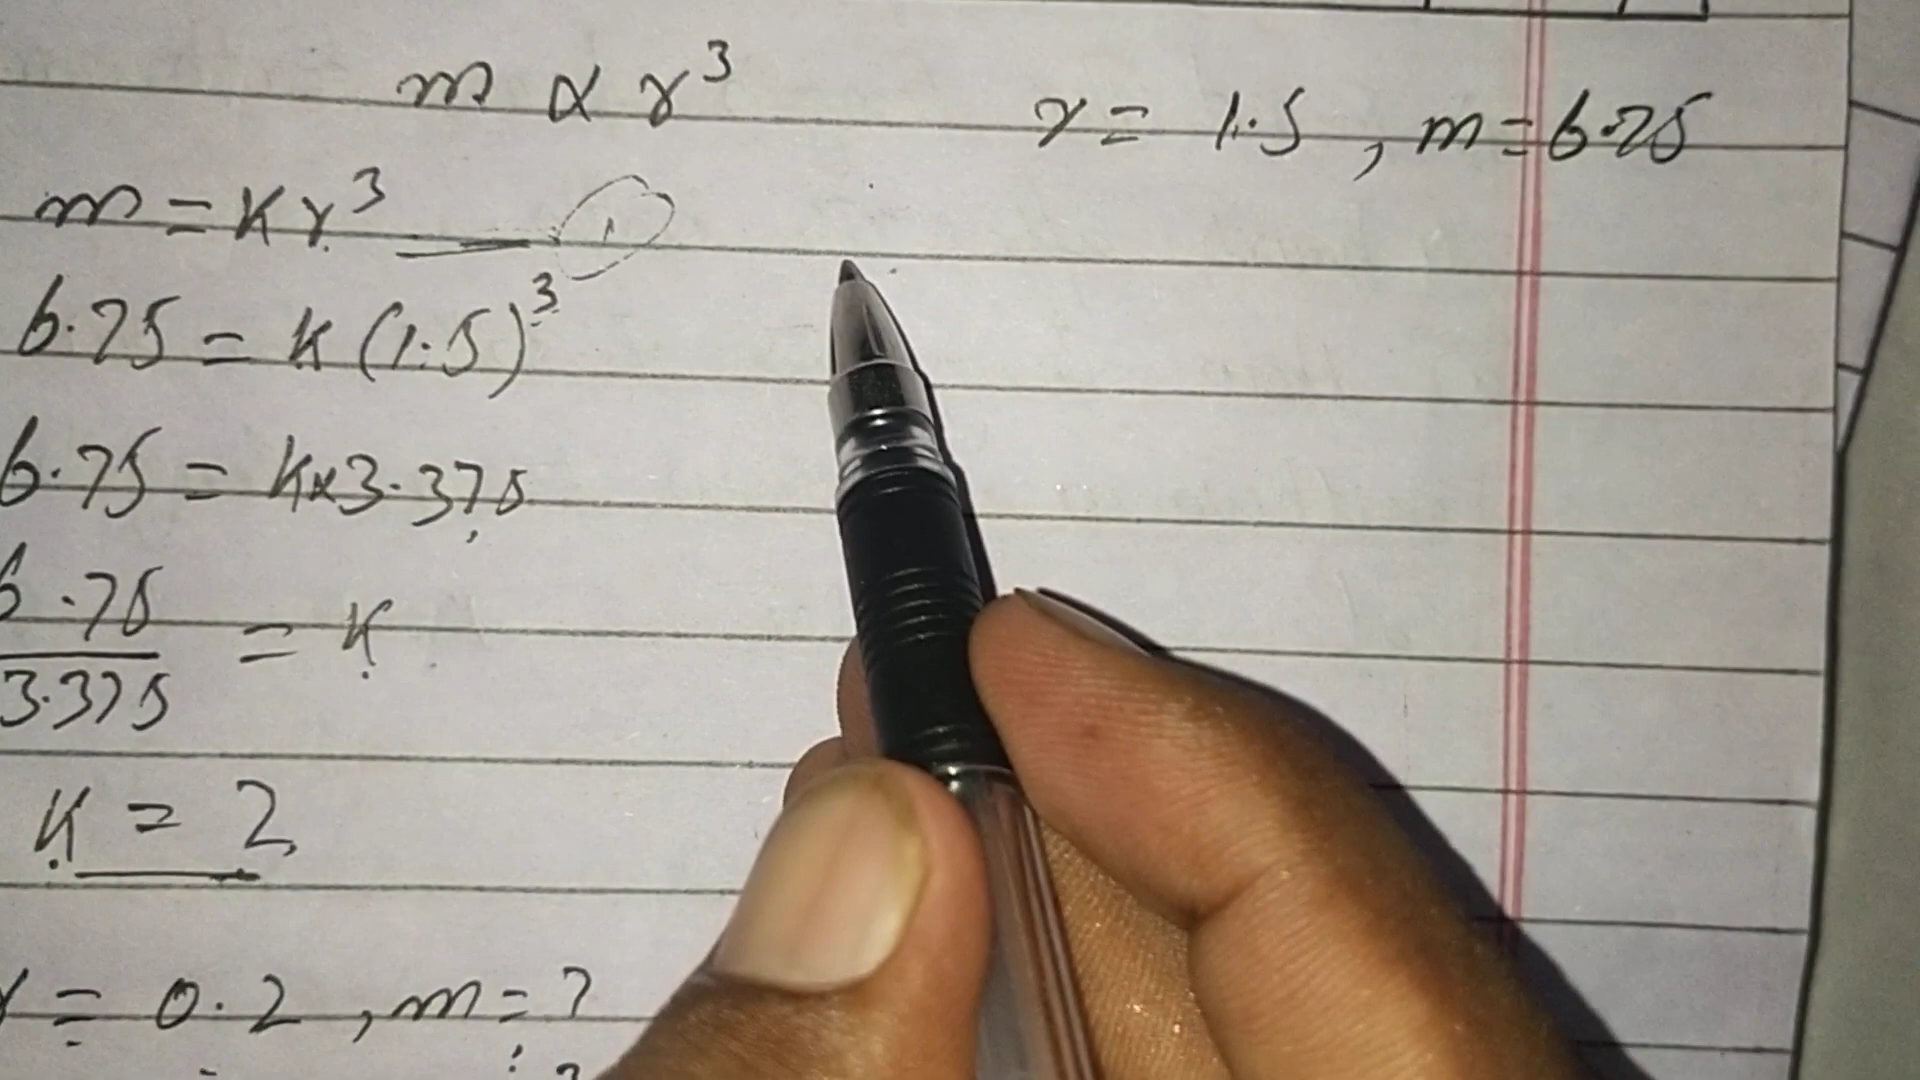 m ∝ r³
r = 1.5 , m = 6.75
m = Kr³ —— ①
6.75 = K(1.5)³
6.75 = K×3.375
6.75/3.375 = K
K = 2
r = 0.2 , m = ?